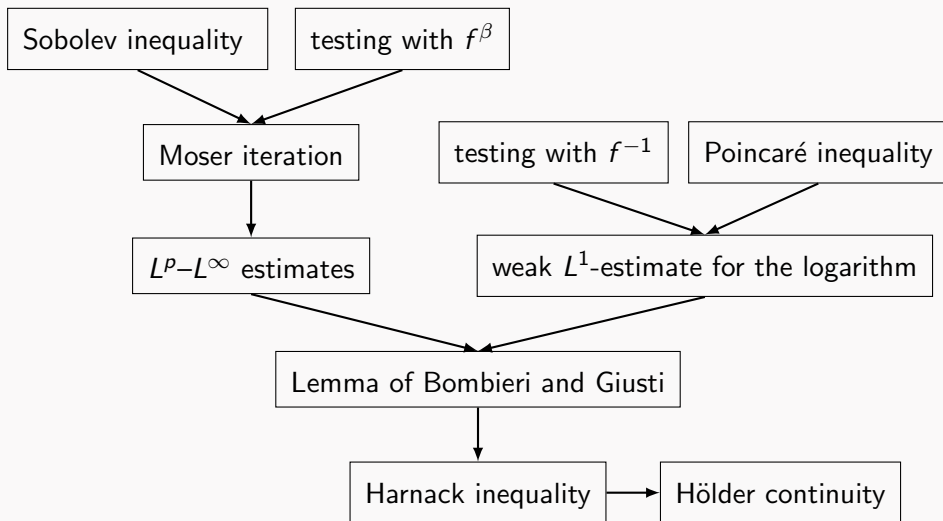 Sobolev inequality
testing with f^β
Moser iteration
testing with f^{−1}
Poincaré inequality
L^p–L^∞ estimates
weak L^1-estimate for the logarithm
Lemma of Bombieri and Giusti
Harnack inequality
Hölder continuity